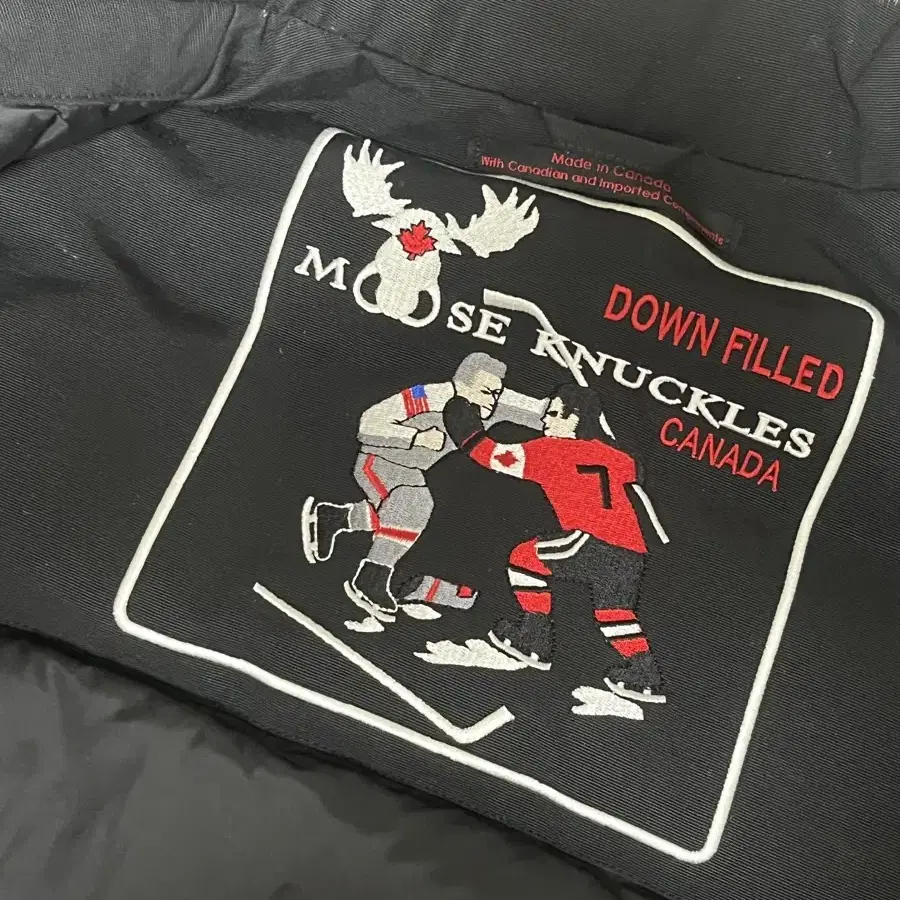 Made in Canada
With Canadian and Imported Components
MOOSE KNUCKLES
DOWN FILLED
CANADA
7